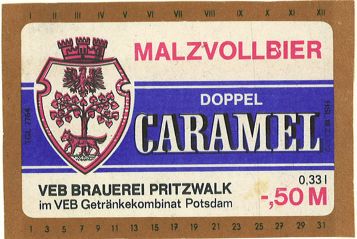 I II III IV V VI VII VIII IX X XI XII
MALZVOLLBIER
DOPPEL
CARAMEL
TGL 7764
VEB BRAUEREI PRITZWALK
im VEB Getränkekombinat Potsdam
0,33 l
-,50 M
1 3 5 7 9 11 13 15 17 19 21 23 25 27 29 31